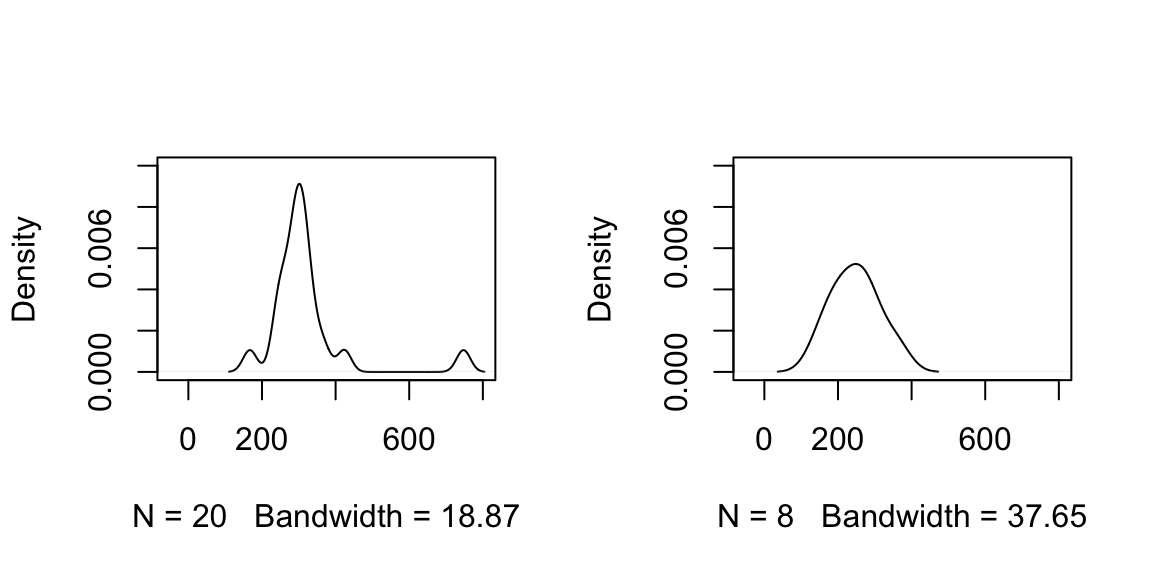 Density
0.000 0.006
0 200 600
N = 20 Bandwidth = 18.87
Density
0.000 0.006
0 200 600
N = 8 Bandwidth = 37.65